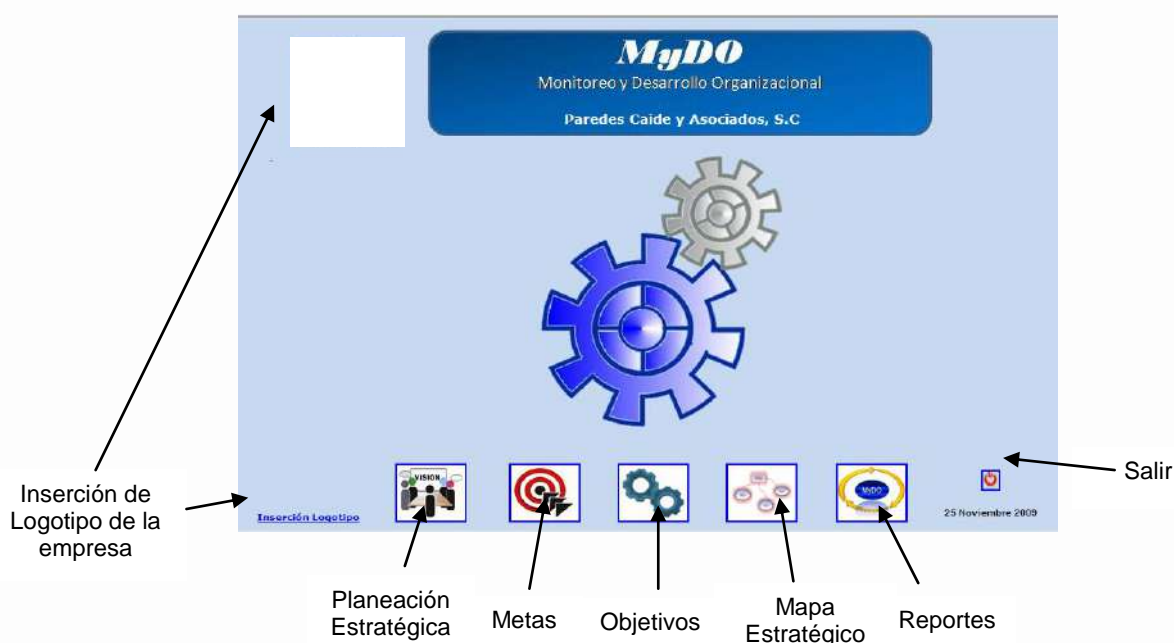 MyDO
Monitoreo y Desarrollo Organizacional
Paredes Caide y Asociados, S.C
VISION
MyDO
Salir
Inserción de
Logotipo de la
empresa
Inserción Logotipo
25 Noviembre 2009
Planeación
Estratégica
Metas
Objetivos
Mapa
Estratégico
Reportes